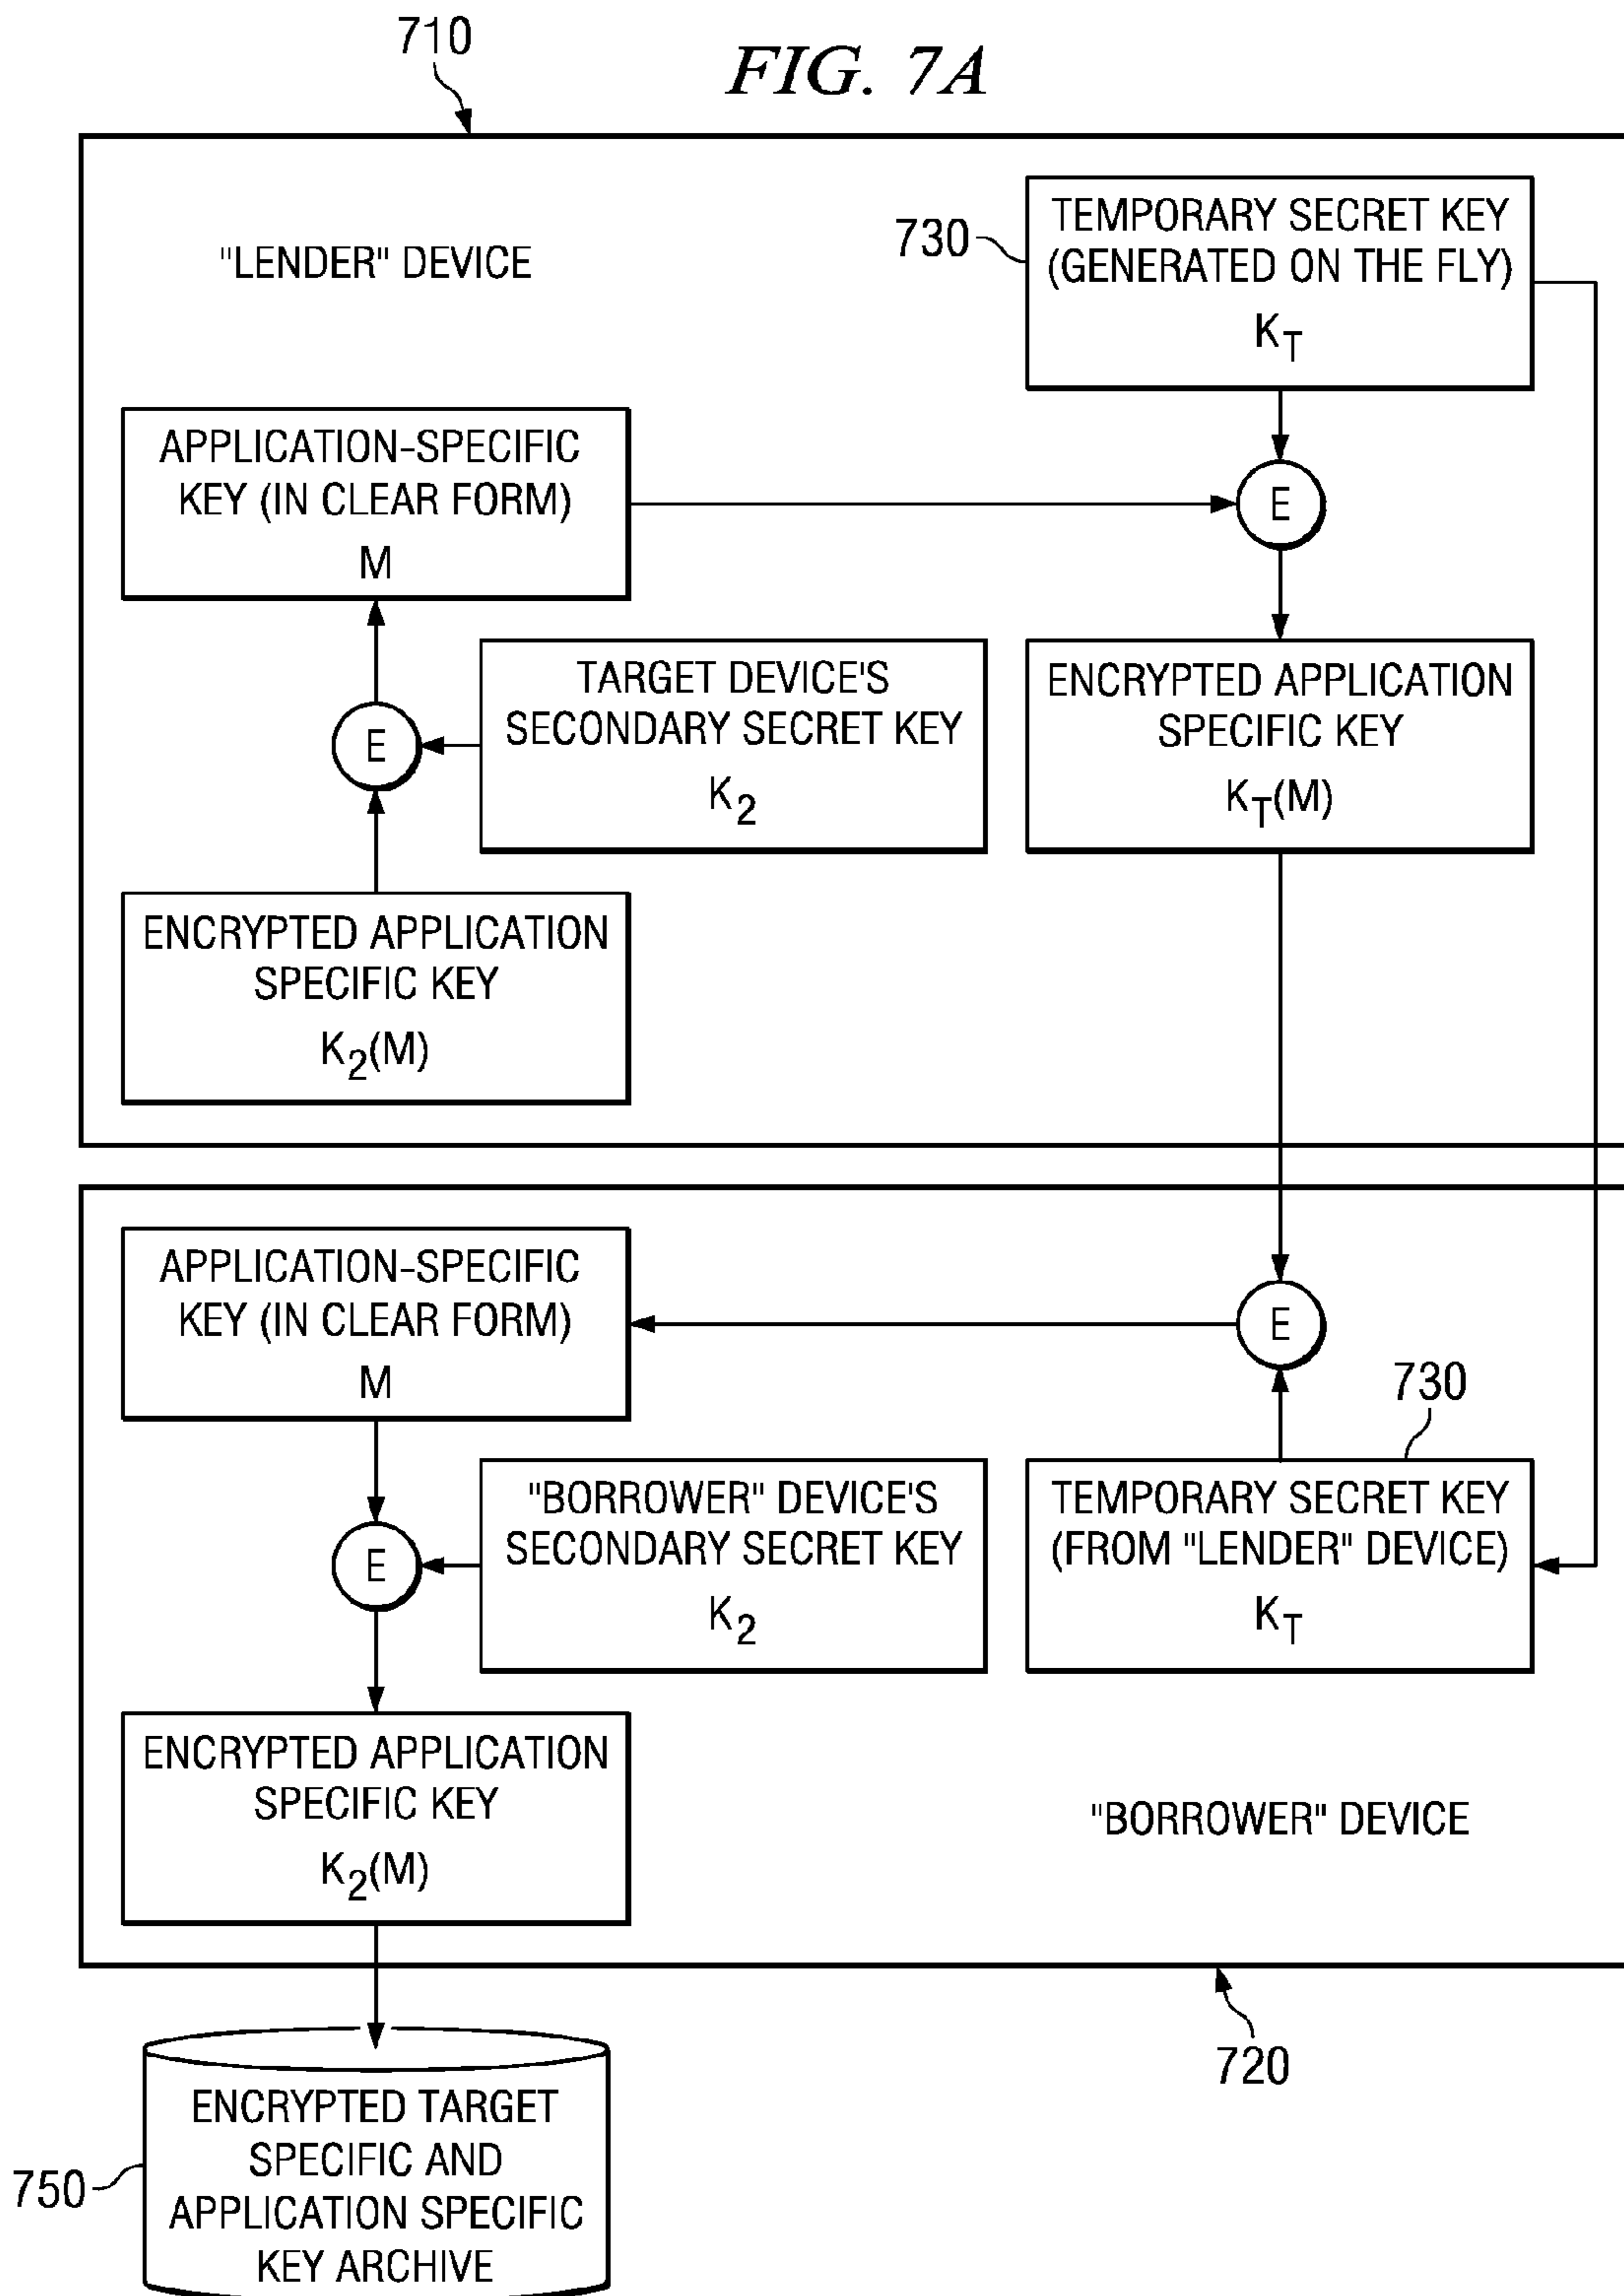 710
FIG. 7A
"LENDER" DEVICE
730
TEMPORARY SECRET KEY
(GENERATED ON THE FLY)
K_T
APPLICATION-SPECIFIC
KEY (IN CLEAR FORM)
M
E
TARGET DEVICE'S
SECONDARY SECRET KEY
K_2
E
ENCRYPTED APPLICATION
SPECIFIC KEY
K_T(M)
ENCRYPTED APPLICATION
SPECIFIC KEY
K_2(M)
APPLICATION-SPECIFIC
KEY (IN CLEAR FORM)
M
E
730
"BORROWER" DEVICE'S
SECONDARY SECRET KEY
K_2
E
TEMPORARY SECRET KEY
(FROM "LENDER" DEVICE)
K_T
ENCRYPTED APPLICATION
SPECIFIC KEY
K_2(M)
"BORROWER" DEVICE
720
750
ENCRYPTED TARGET
SPECIFIC AND
APPLICATION SPECIFIC
KEY ARCHIVE